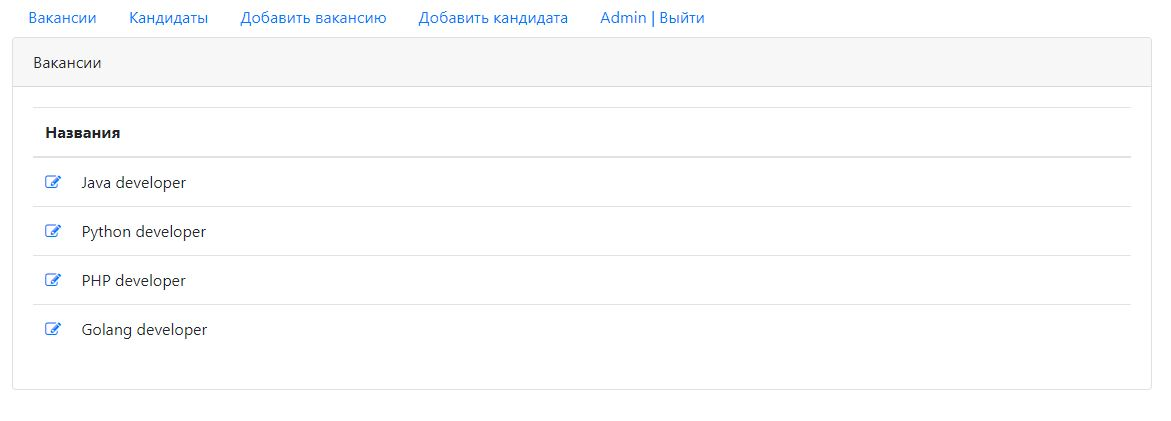 Вакансии Кандидаты Добавить вакансию Добавить кандидата Admin | Выйти
Вакансии
Названия
Java developer
Python developer
PHP developer
Golang developer